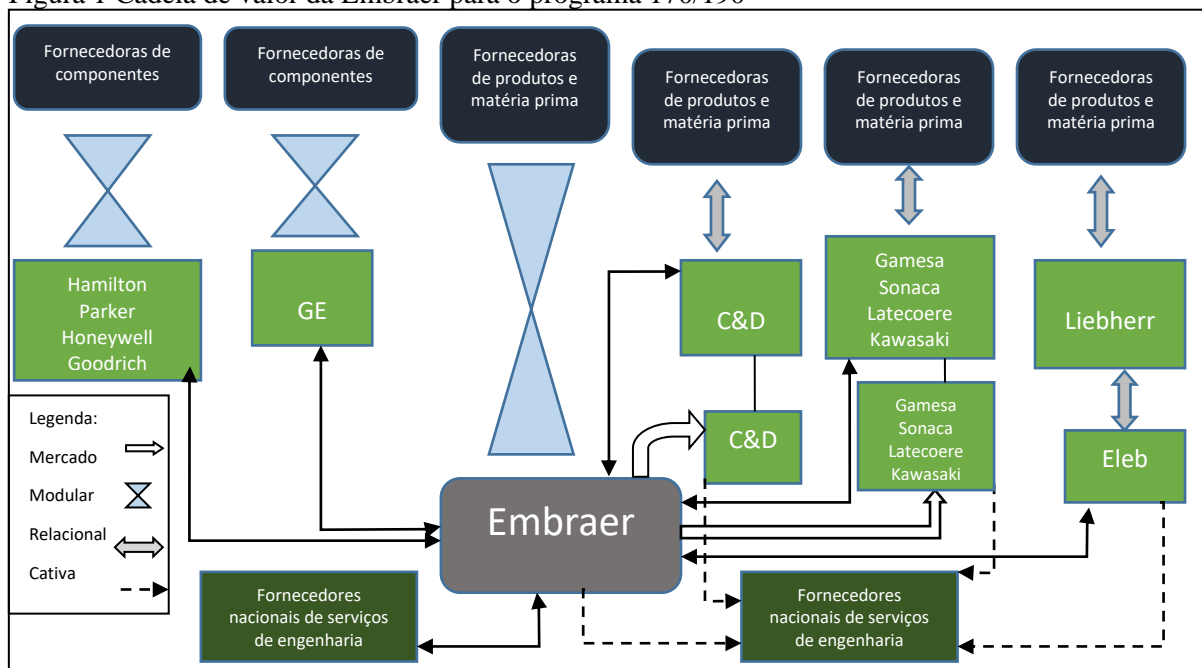 Figura 1 Cadeia de valor da Embraer para o programa 170/190
Fornecedoras de
componentes
Fornecedoras de
componentes
Fornecedoras
de produtos e
matéria prima
Fornecedoras
de produtos e
matéria prima
Fornecedoras
de produtos e
matéria prima
Fornecedoras
de produtos e
matéria prima
Hamilton
Parker
Honeywell
Goodrich
GE
C&D
Gamesa
Sonaca
Latecoere
Kawasaki
Liebherr
Legenda:
Mercado
Modular
Relacional
Cativa
C&D
Gamesa
Sonaca
Latecoere
Kawasaki
Eleb
Embraer
Fornecedores
nacionais de serviços
de engenharia
Fornecedores
nacionais de serviços
de engenharia